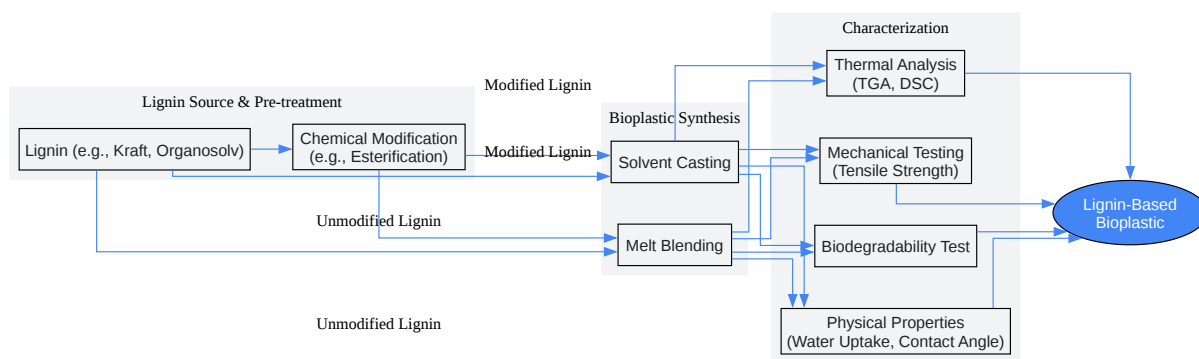 Characterization
Thermal Analysis
(TGA, DSC)
Modified Lignin
Lignin Source & Pre-treatment
Bioplastic Synthesis
Lignin (e.g., Kraft, Organosolv)
Chemical Modification
(e.g., Esterification)
Modified Lignin
Solvent Casting
Mechanical Testing
(Tensile Strength)
Lignin-Based
Bioplastic
Unmodified Lignin
Melt Blending
Biodegradability Test
Unmodified Lignin
Physical Properties
(Water Uptake, Contact Angle)